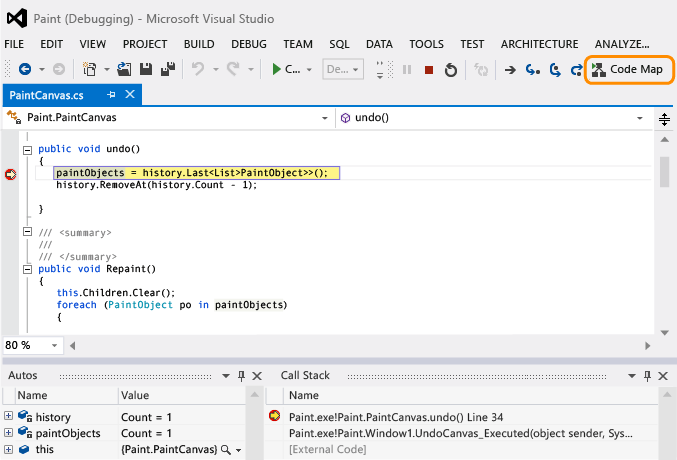 Paint (Debugging) - Microsoft Visual Studio
FILE EDIT VIEW PROJECT BUILD DEBUG TEAM SQL DATA TOOLS TEST ARCHITECTURE ANALYZE...
C... De... Code Map
PaintCanvas.cs
Paint.PaintCanvas undo()
public void undo()
{
paintObjects = history.Last<List>PaintObject>>();
history.RemoveAt(history.Count - 1);
}
/// <summary>
///
/// </summary>
public void Repaint()
{
this.Children.Clear();
foreach (PaintObject po in paintObjects)
{
80 %
Autos Call Stack
Name Value Name
history Count = 1 Paint.exe!Paint.PaintCanvas.undo() Line 34
paintObjects Count = 1 Paint.exe!Paint.Window1.UndoCanvas_Executed(object sender, Sys...
this {Paint.PaintCanvas} [External Code]